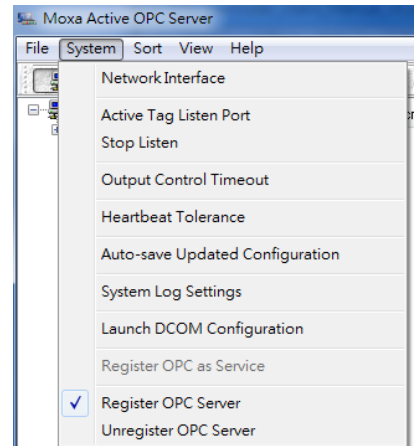 Moxa Active OPC Server
File System Sort View Help
Network Interface
Active Tag Listen Port
Stop Listen
Output Control Timeout
Heartbeat Tolerance
Auto-save Updated Configuration
System Log Settings
Launch DCOM Configuration
Register OPC as Service
Register OPC Server
Unregister OPC Server